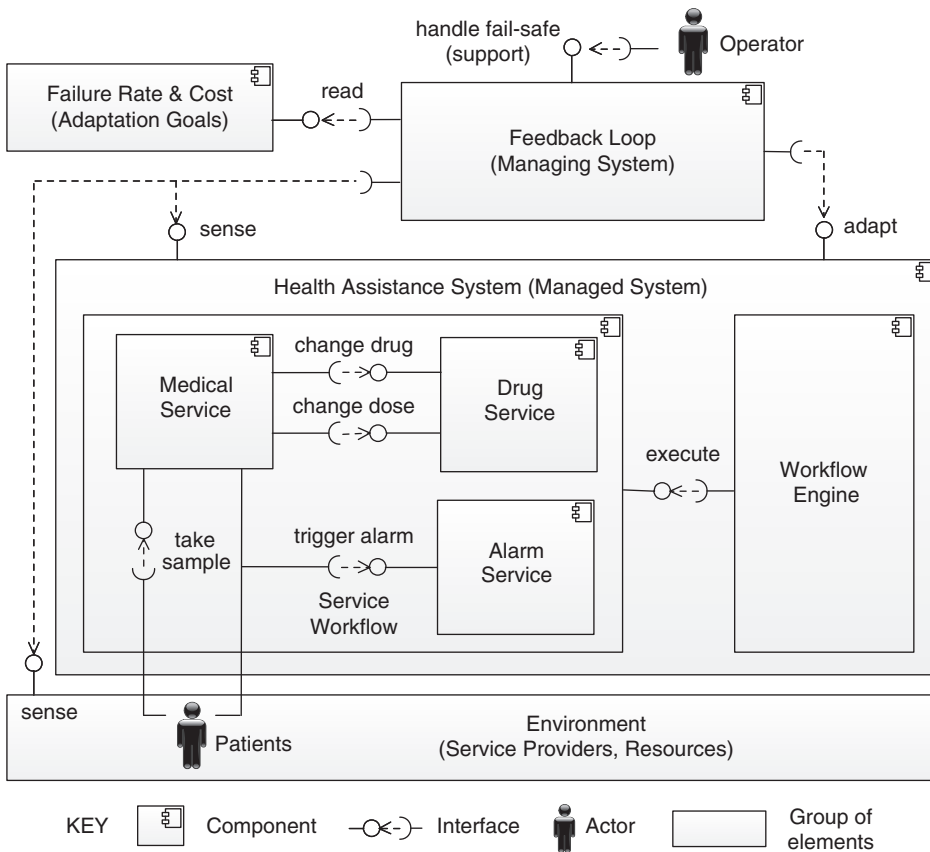 handle fail-safe
(support)
Operator
Failure Rate & Cost
(Adaptation Goals)
read
Feedback Loop
(Managing System)
sense
adapt
Health Assistance System (Managed System)
Medical
Service
change drug
change dose
Drug
Service
execute
Workflow
Engine
take
sample
trigger alarm
Alarm
Service
Service
Workflow
sense
Patients
Environment
(Service Providers, Resources)
KEY
Component
Interface
Actor
Group of
elements